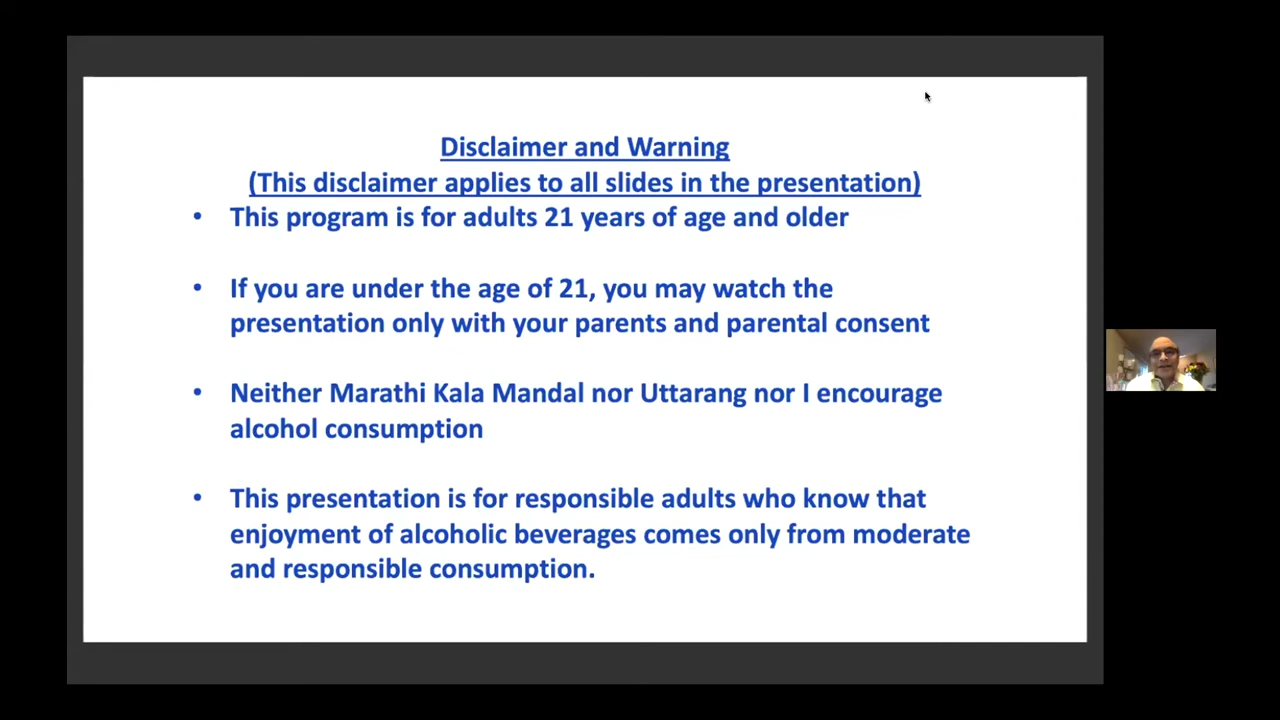 Disclaimer and Warning
(This disclaimer applies to all slides in the presentation)
• This program is for adults 21 years of age and older
• If you are under the age of 21, you may watch the
presentation only with your parents and parental consent
• Neither Marathi Kala Mandal nor Uttarang nor I encourage
alcohol consumption
• This presentation is for responsible adults who know that
enjoyment of alcoholic beverages comes only from moderate
and responsible consumption.